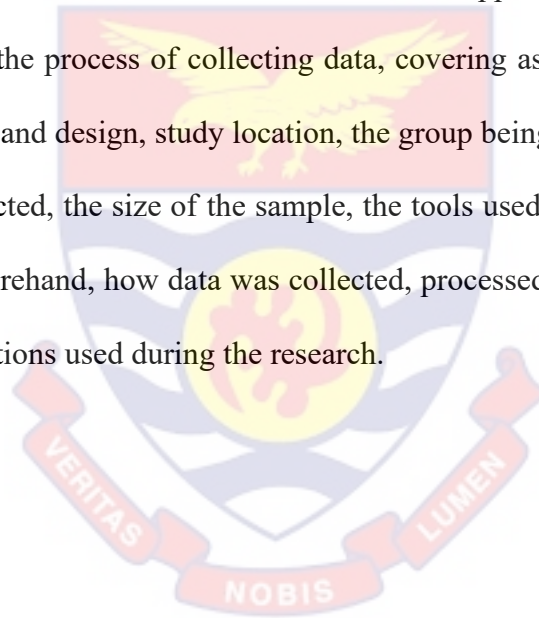 the process of collecting data, covering as
and design, study location, the group being
cted, the size of the sample, the tools used
rehand, how data was collected, processed
tions used during the research.
VERITAS
NOBIS
LUMEN